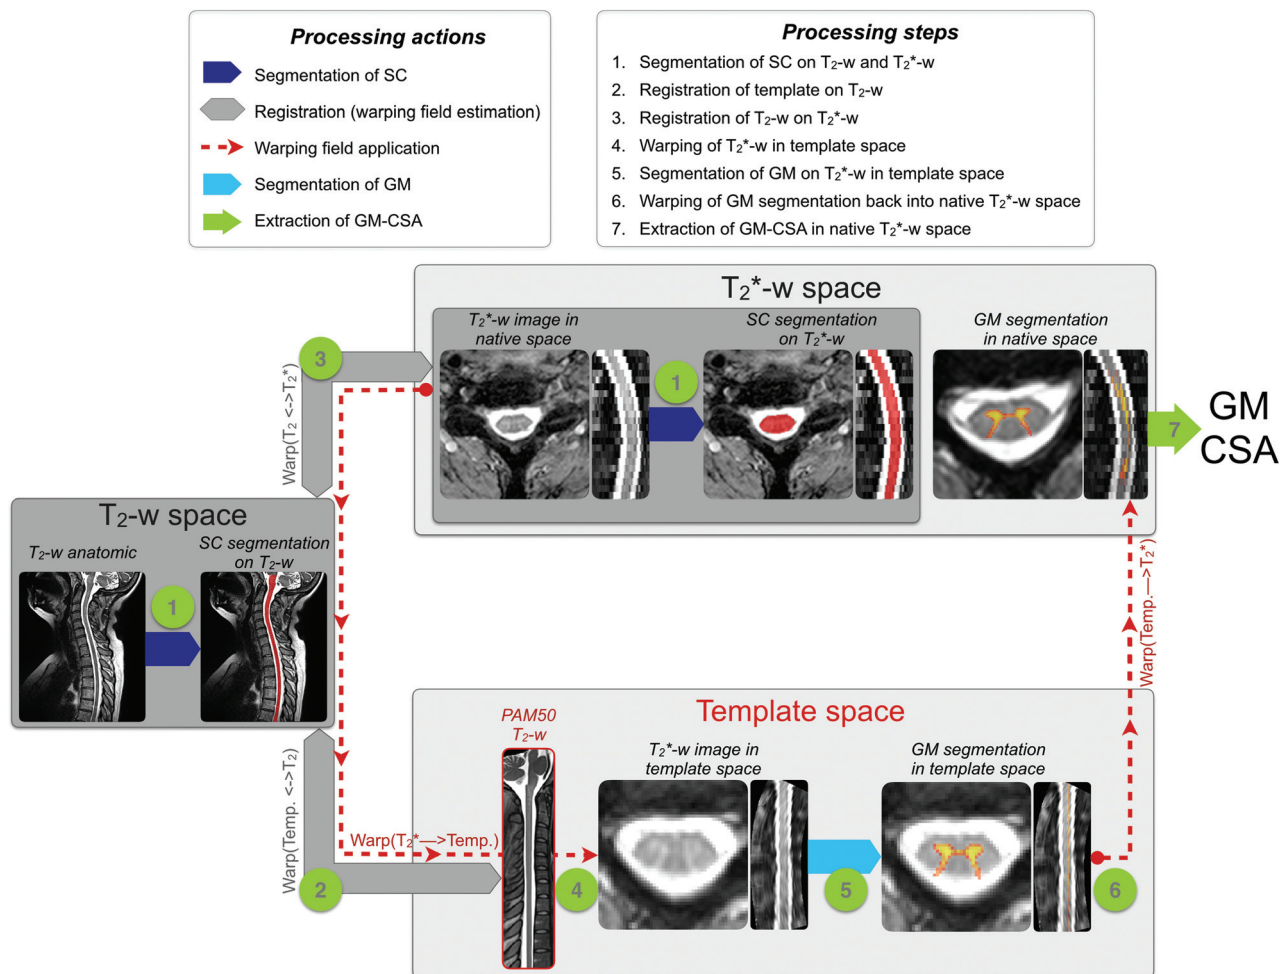 Processing actions
Segmentation of SC
Registration (warping field estimation)
Warping field application
Segmentation of GM
Extraction of GM-CSA
Processing steps
1. Segmentation of SC on T₂-w and T₂*-w
2. Registration of template on T₂-w
3. Registration of T₂-w on T₂*-w
4. Warping of T₂*-w in template space
5. Segmentation of GM on T₂*-w in template space
6. Warping of GM segmentation back into native T₂*-w space
7. Extraction of GM-CSA in native T₂*-w space
T₂*-w space
T₂*-w image in
native space
SC segmentation
on T₂*-w
GM segmentation
in native space
3
1
7
GM
CSA
Warp(T₂ <->T₂*)
T₂-w space
T₂-w anatomic
SC segmentation
on T₂-w
1
Warp(Temp.—>T₂*)
Template space
PAM50
T₂-w
T₂*-w image in
template space
GM segmentation
in template space
Warp(Temp. <->T₂)
Warp(T₂*—>Temp.)
2
4
5
6